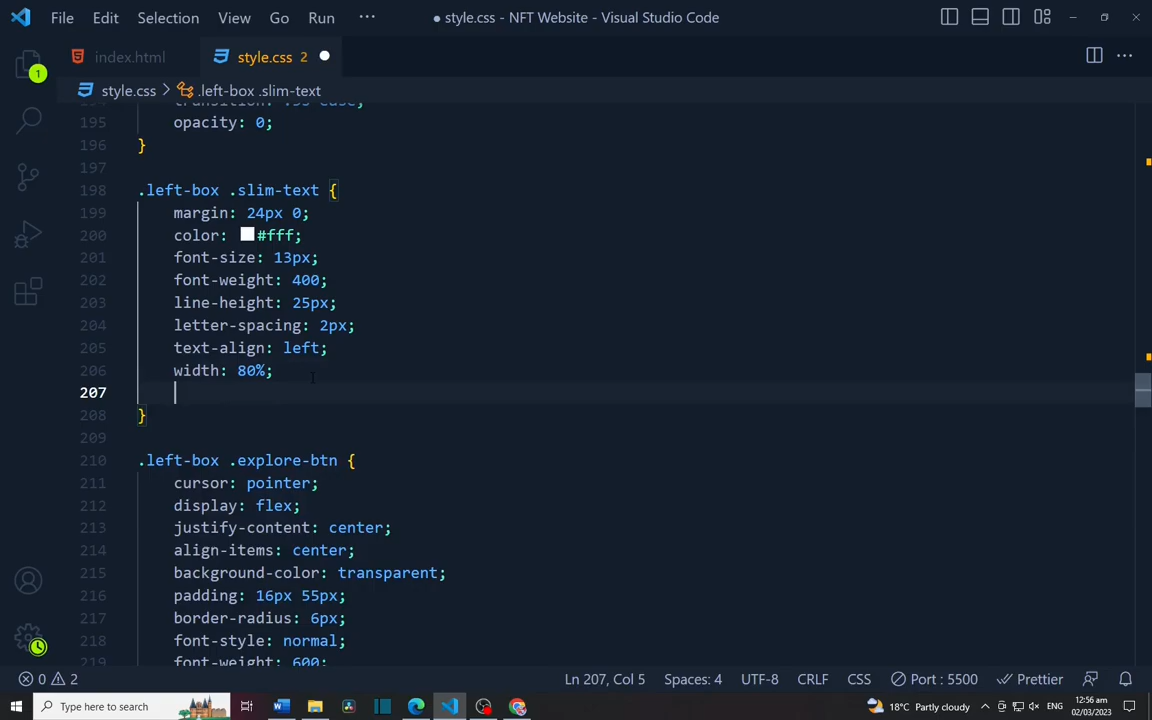 File Edit Selection View Go Run ··· ● style.css - NFT Website - Visual Studio Code
index.html style.css 2
1
style.css > .left-box .slim-text
194 transition: .5s ease;
195 opacity: 0;
196 }
197
198 .left-box .slim-text {
199 margin: 24px 0;
200 color: #fff;
201 font-size: 13px;
202 font-weight: 400;
203 line-height: 25px;
204 letter-spacing: 2px;
205 text-align: left;
206 width: 80%;
207
208 }
209
210 .left-box .explore-btn {
211 cursor: pointer;
212 display: flex;
213 justify-content: center;
214 align-items: center;
215 background-color: transparent;
216 padding: 16px 55px;
217 border-radius: 6px;
218 font-style: normal;
219 font-weight: 600;
0 2 Ln 207, Col 5 Spaces: 4 UTF-8 CRLF CSS Port : 5500 Prettier
Type here to search 18°C Partly cloudy ENG 12:56 am
02/03/2023